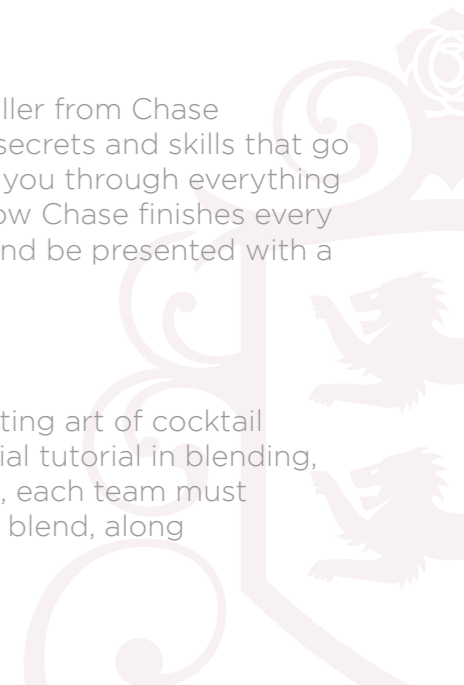 ller from Chase
secrets and skills that go
you through everything
ow Chase finishes every
nd be presented with a
ting art of cocktail
ial tutorial in blending,
, each team must
blend, along